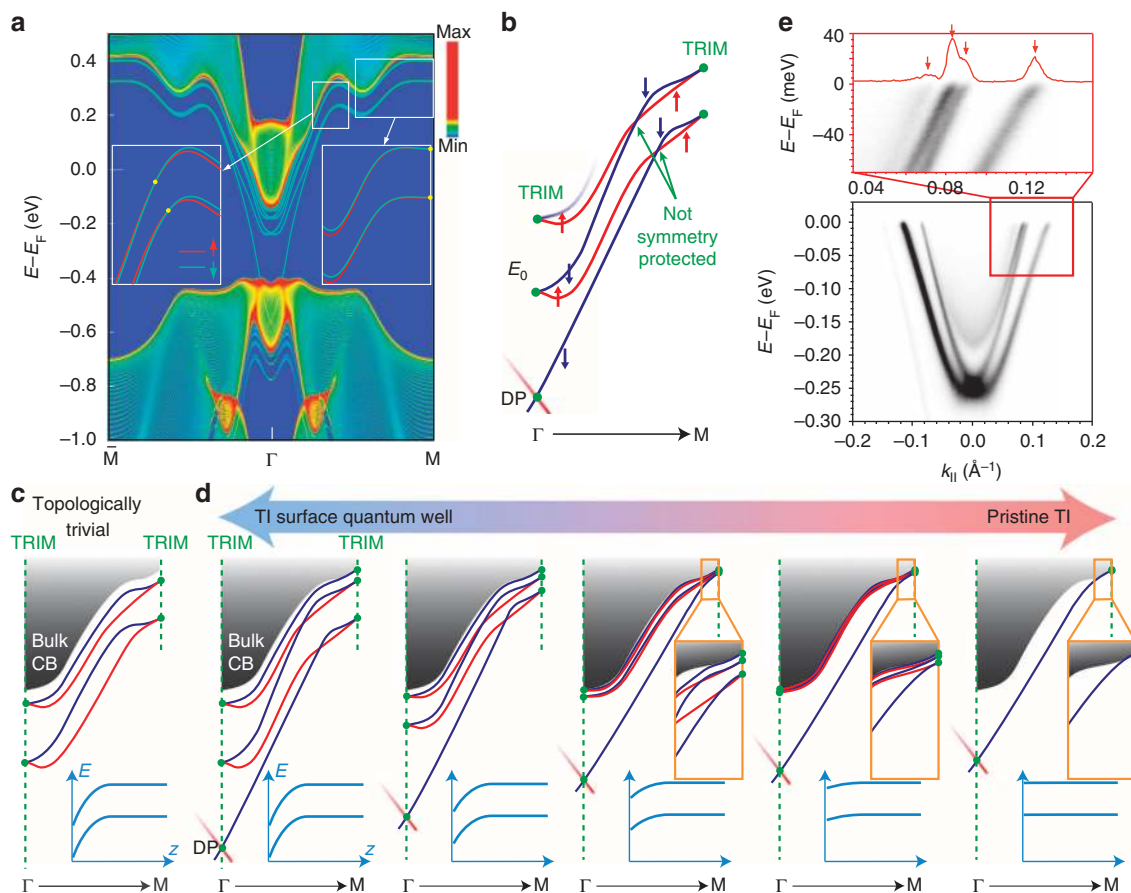 a
Max
Min
0.4
0.2
0.0
−0.2
−0.4
−0.6
−0.8
−1.0
E−E_F (eV)
M̅
Γ
M
b
TRIM
TRIM
Not
symmetry
protected
E_0
DP
Γ
M
e
40
0
−40
E−E_F
(meV)
0.04
0.08
0.12
0.00
−0.05
−0.10
−0.15
−0.20
−0.25
−0.30
E−E_F (eV)
−0.2
−0.1
0.0
0.1
0.2
k_|| (Å⁻¹)
c
Topologically
trivial
TRIM
TRIM
Bulk
CB
E
z
Γ
M
d
TI surface quantum well
Pristine TI
TRIM
TRIM
Bulk
CB
DP
E
z
Γ
M
Γ
M
Γ
M
Γ
M
Γ
M